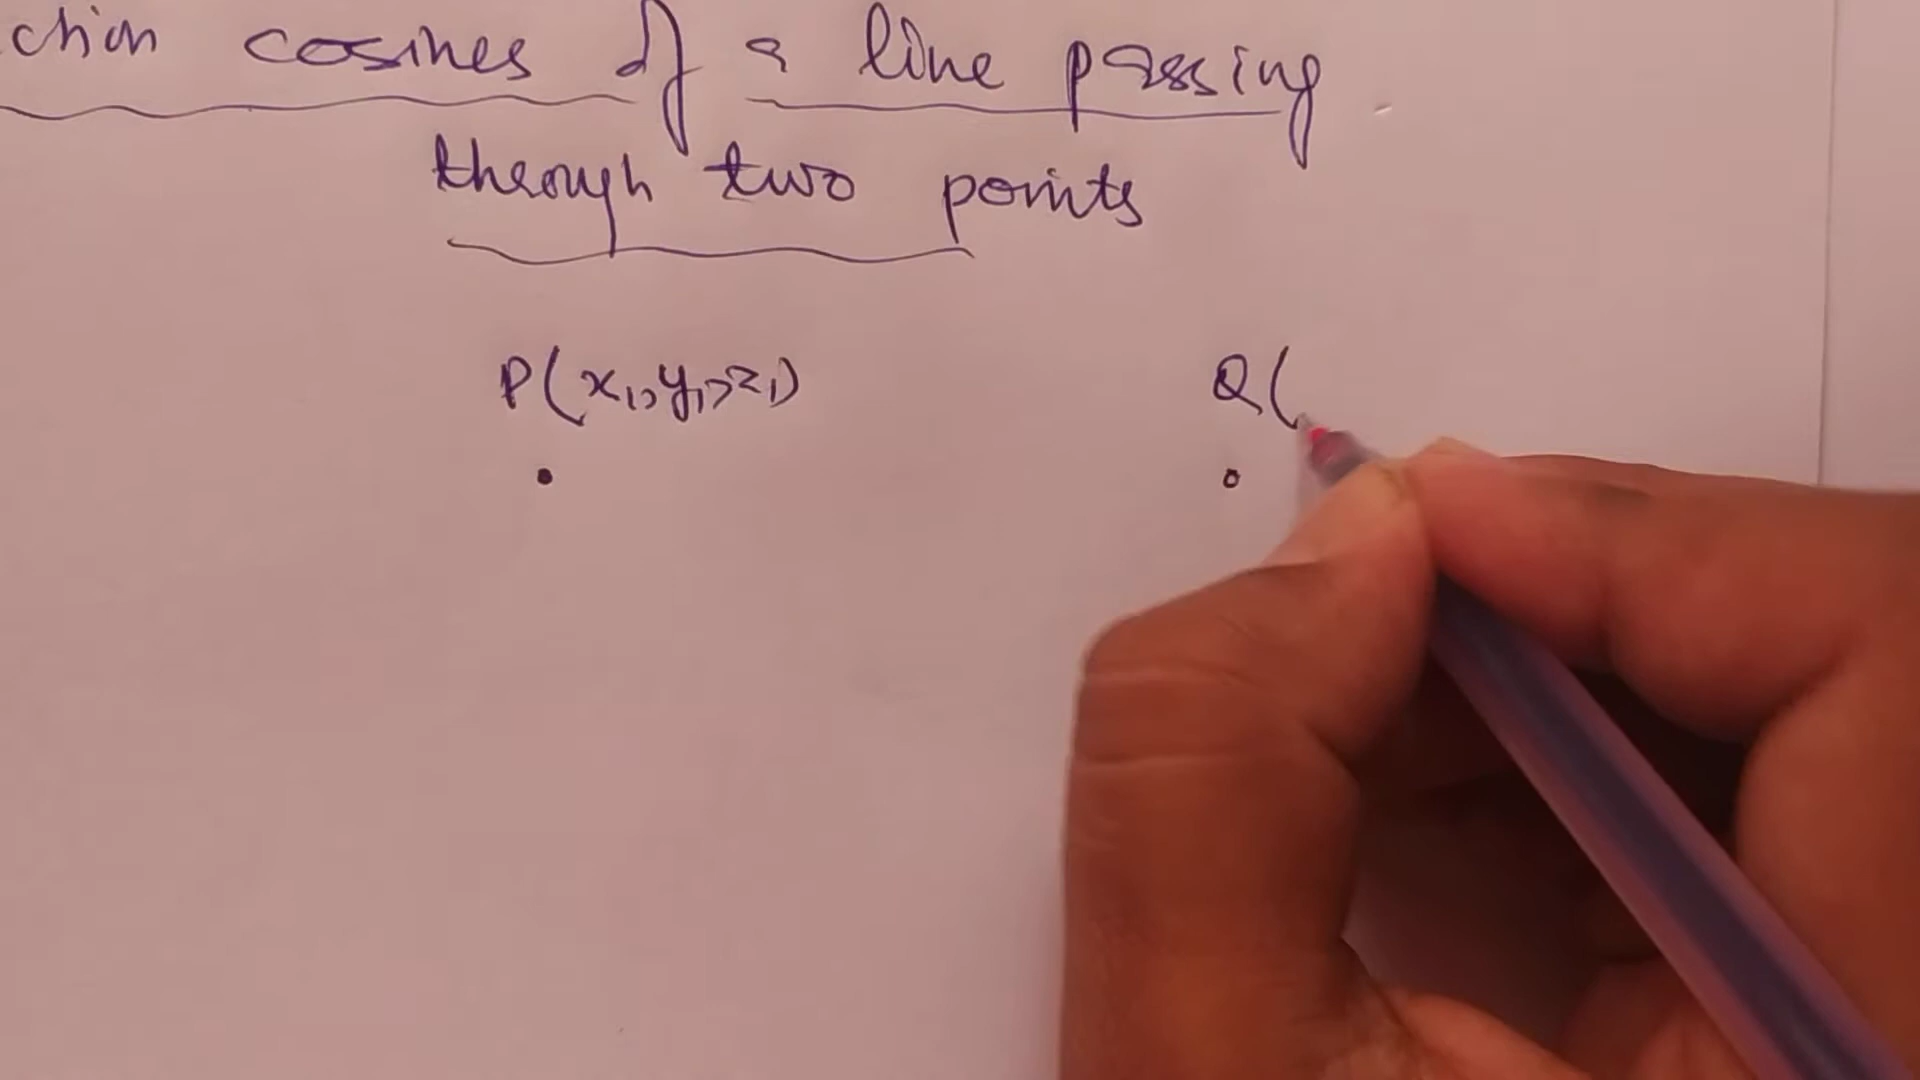 ction cosines of a line passing
through two points
P(x₁,y₁,z₁) Q(